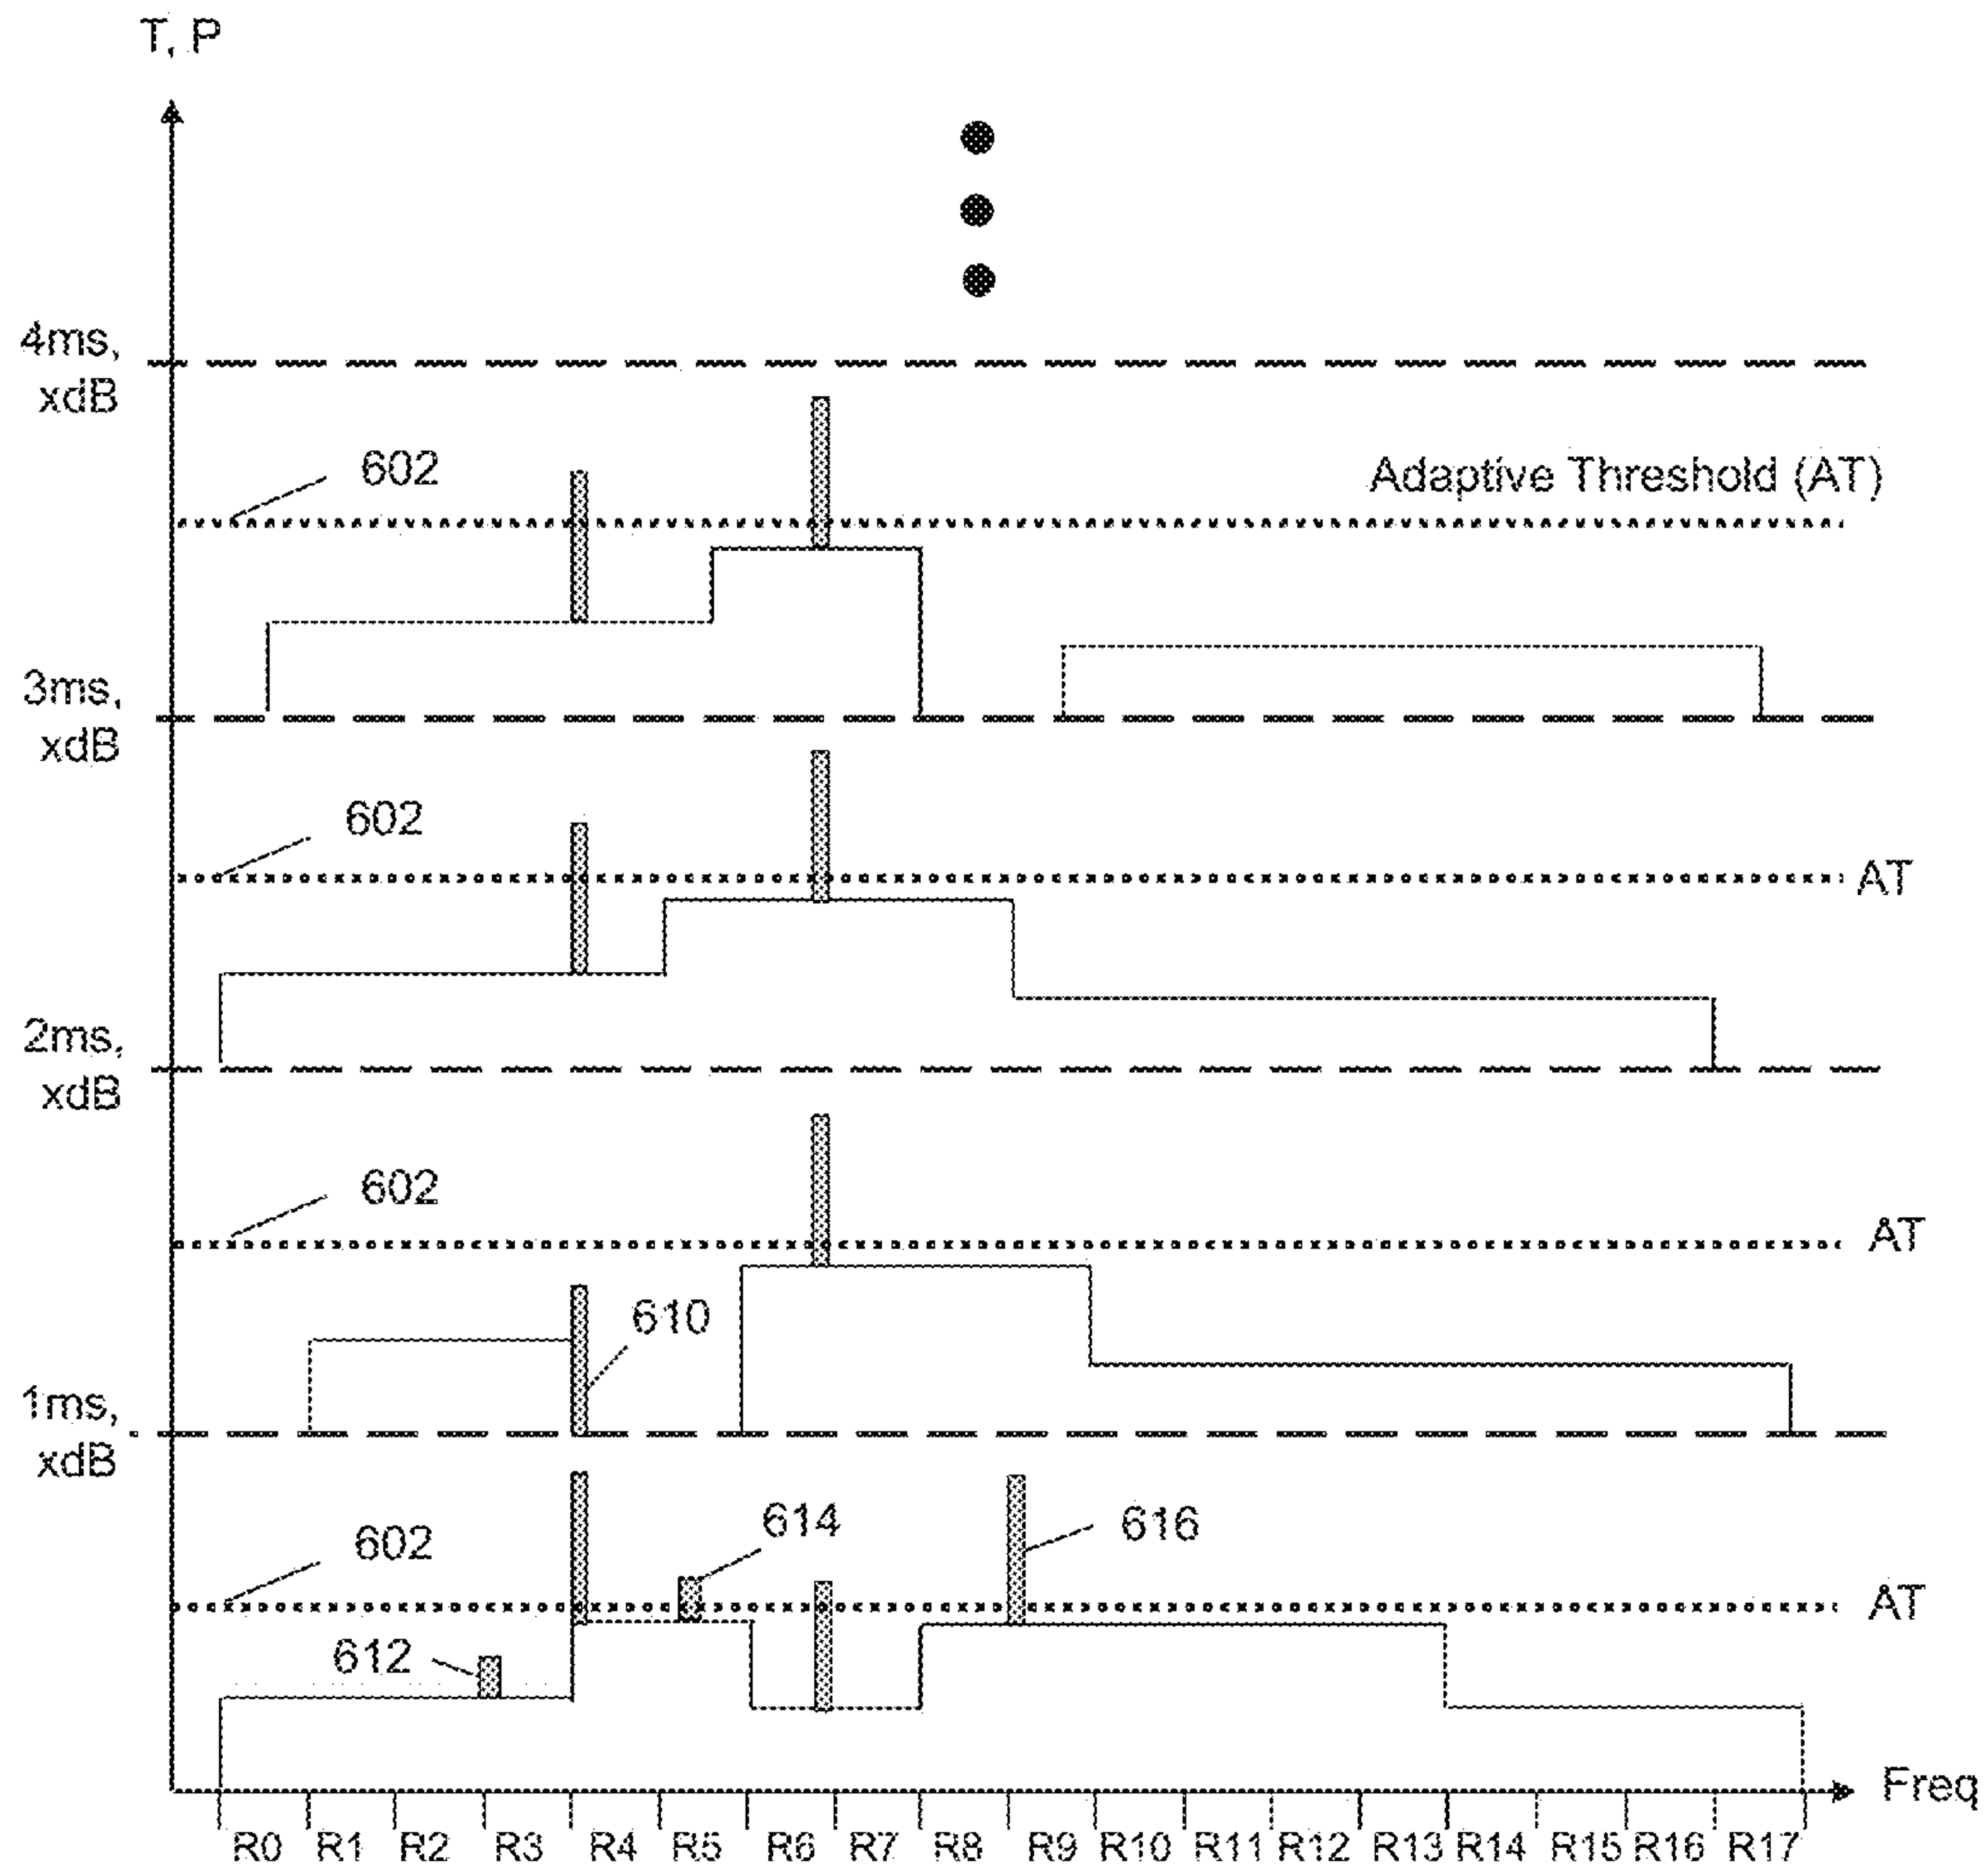 T, P
4ms,
xdB
602
Adaptive Threshold (AT)
3ms,
xdB
602
AT
2ms,
xdB
602
AT
610
1ms,
xdB
602
614
616
AT
612
Freq
R0 R1 R2 R3 R4 R5 R6 R7 R8 R9 R10 R11 R12 R13 R14 R15 R16 R17